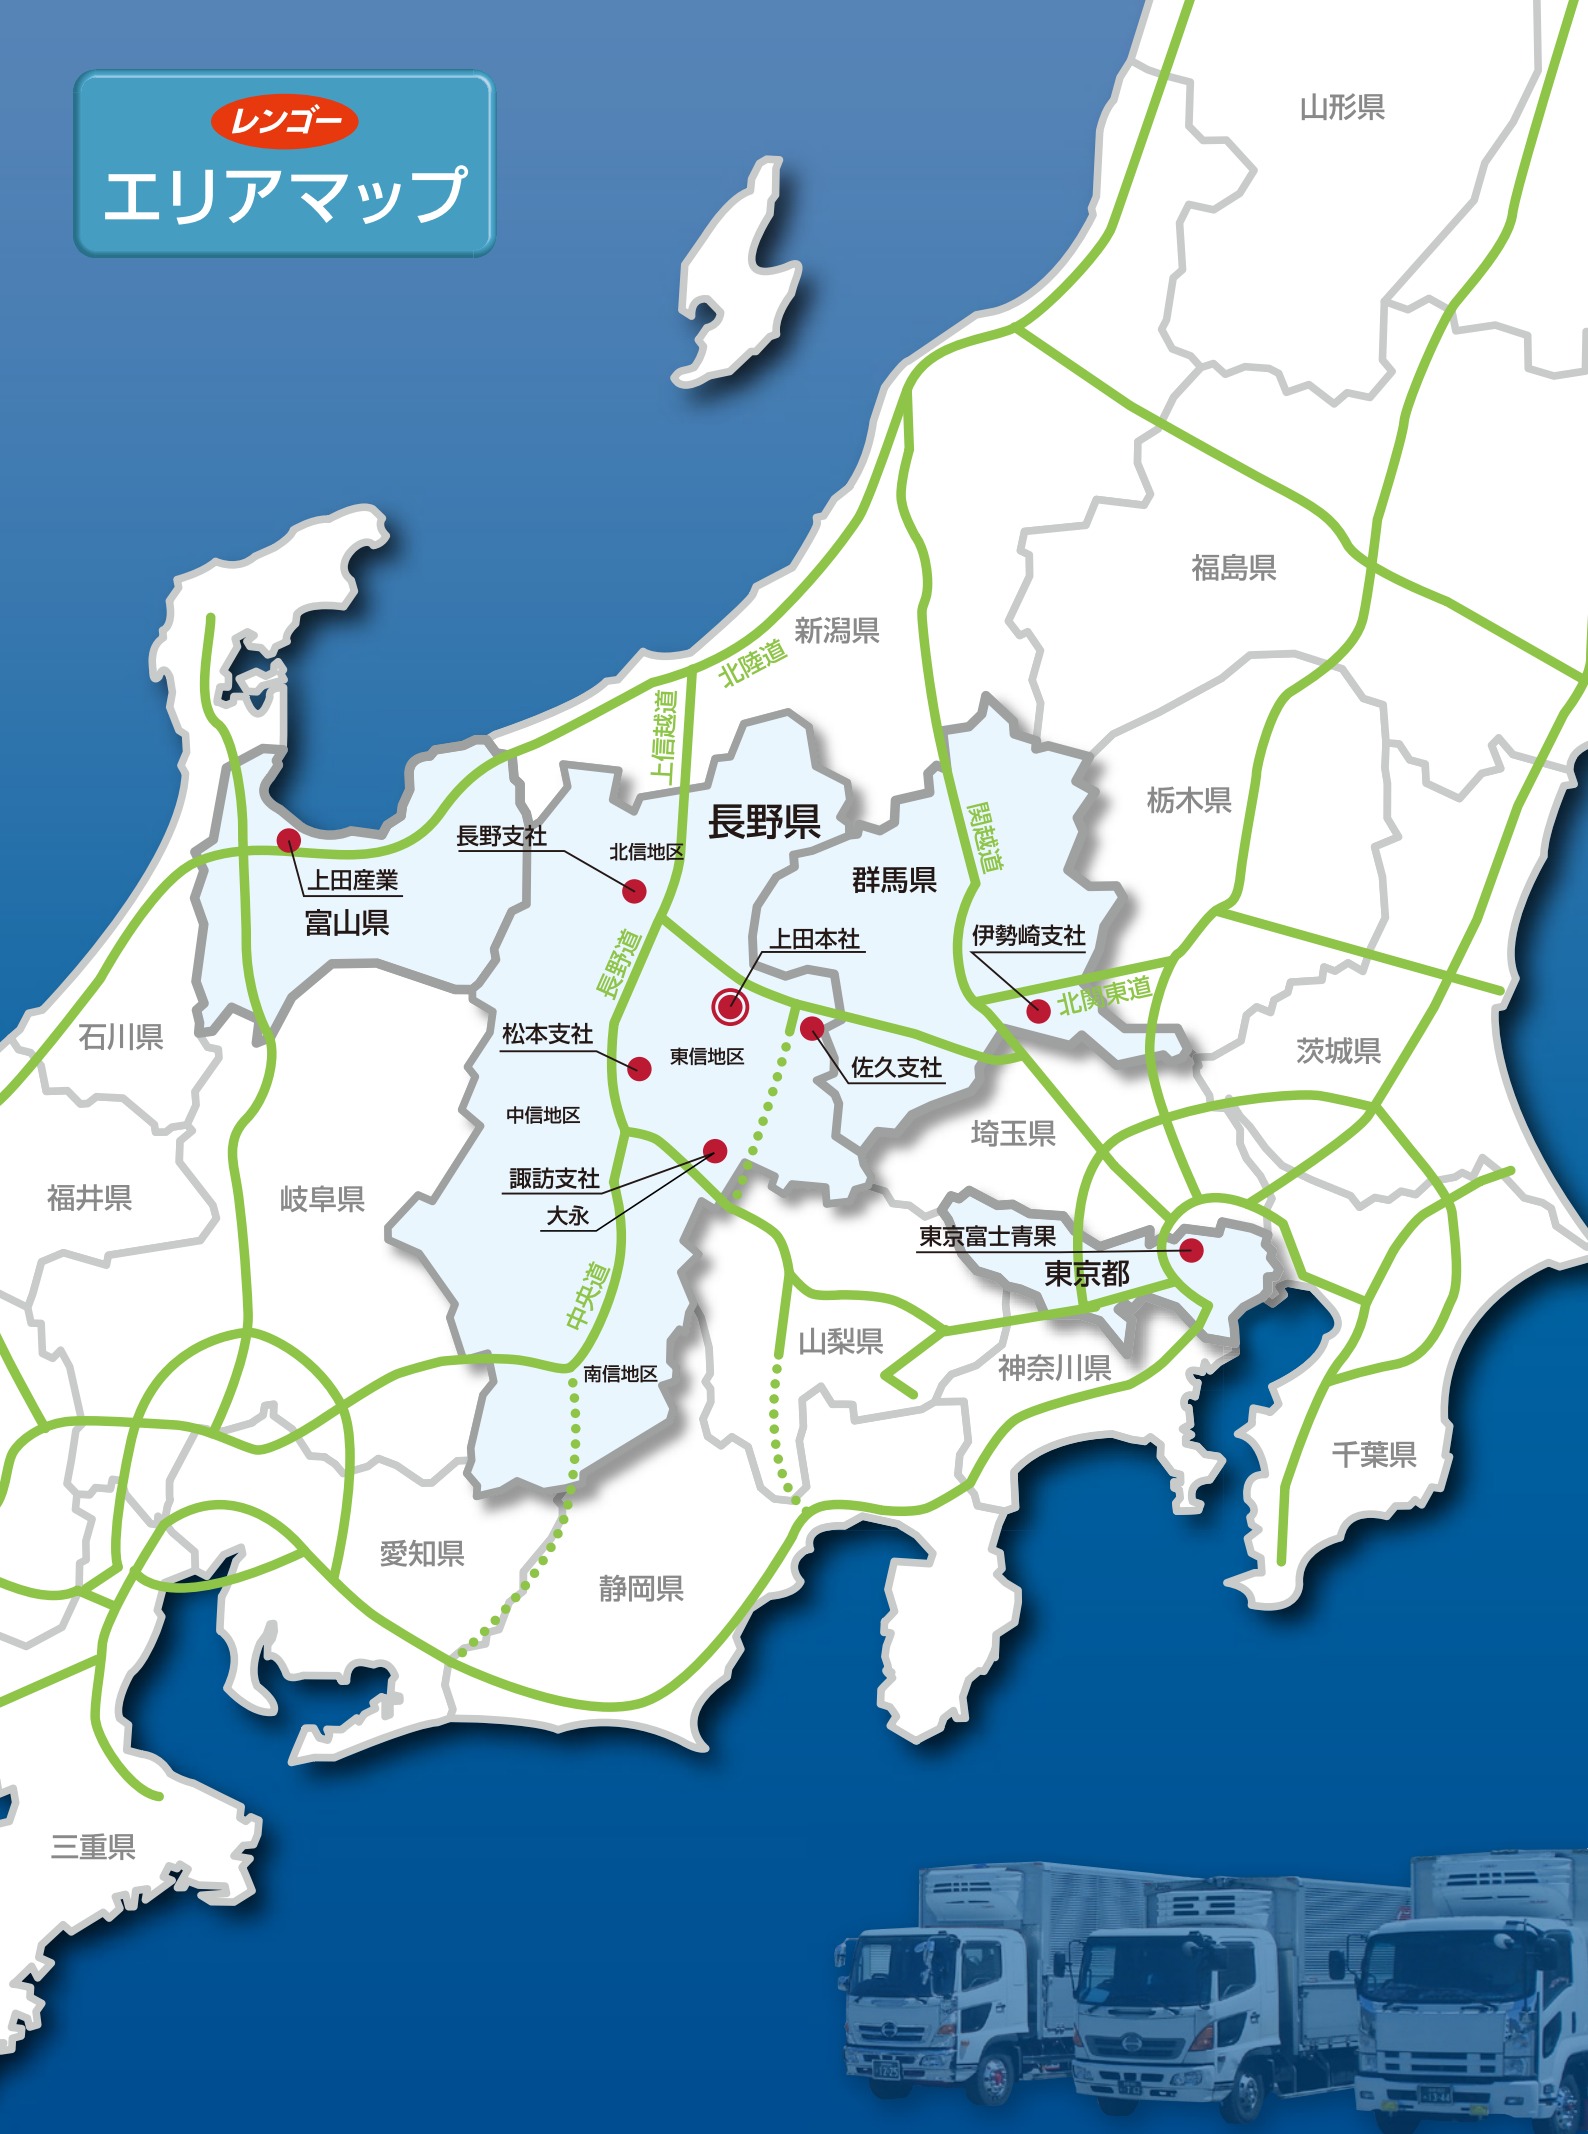 レンゴー
エリアマップ
山形県
福島県
新潟県
北陸道
上信越道
栃木県
関越道
長野県
長野支社
北信地区
群馬県
上田産業
富山県
上田本社
伊勢崎支社
長野道
北関東道
石川県
松本支社
東信地区
佐久支社
茨城県
中信地区
埼玉県
諏訪支社
大永
福井県
岐阜県
東京富士青果
東京都
中央道
山梨県
神奈川県
南信地区
千葉県
愛知県
静岡県
三重県